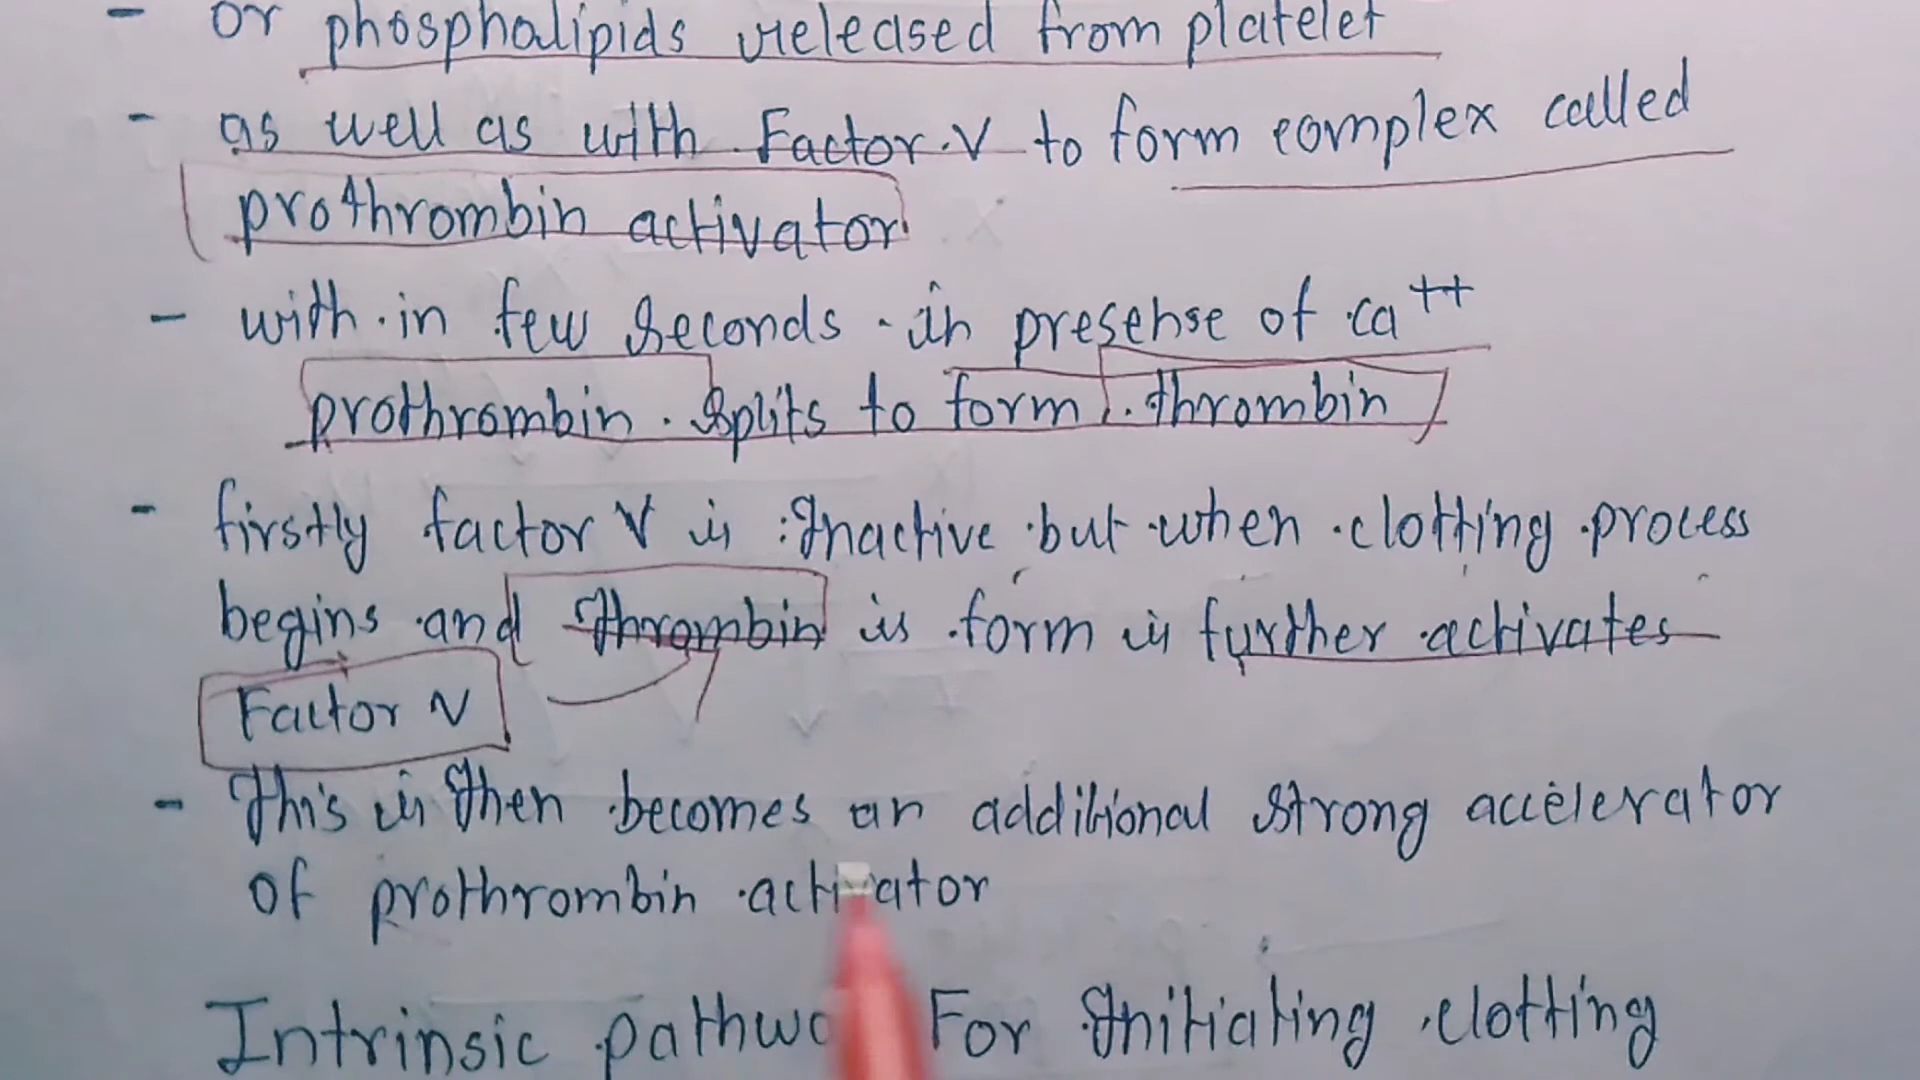 - or phosphalipids released from platelet
- as well as with Factor V to form complex called
prothrombin activator
- with in few seconds in presense of ca++
prothrombin splits to form thrombin
- firstly factor V is Inactive but when clotting process
begins and thrombin is form is further activates
Factor V
- This is then becomes an additional strong accelerator
of prothrombin activator
Intrinsic For Initiating clotting